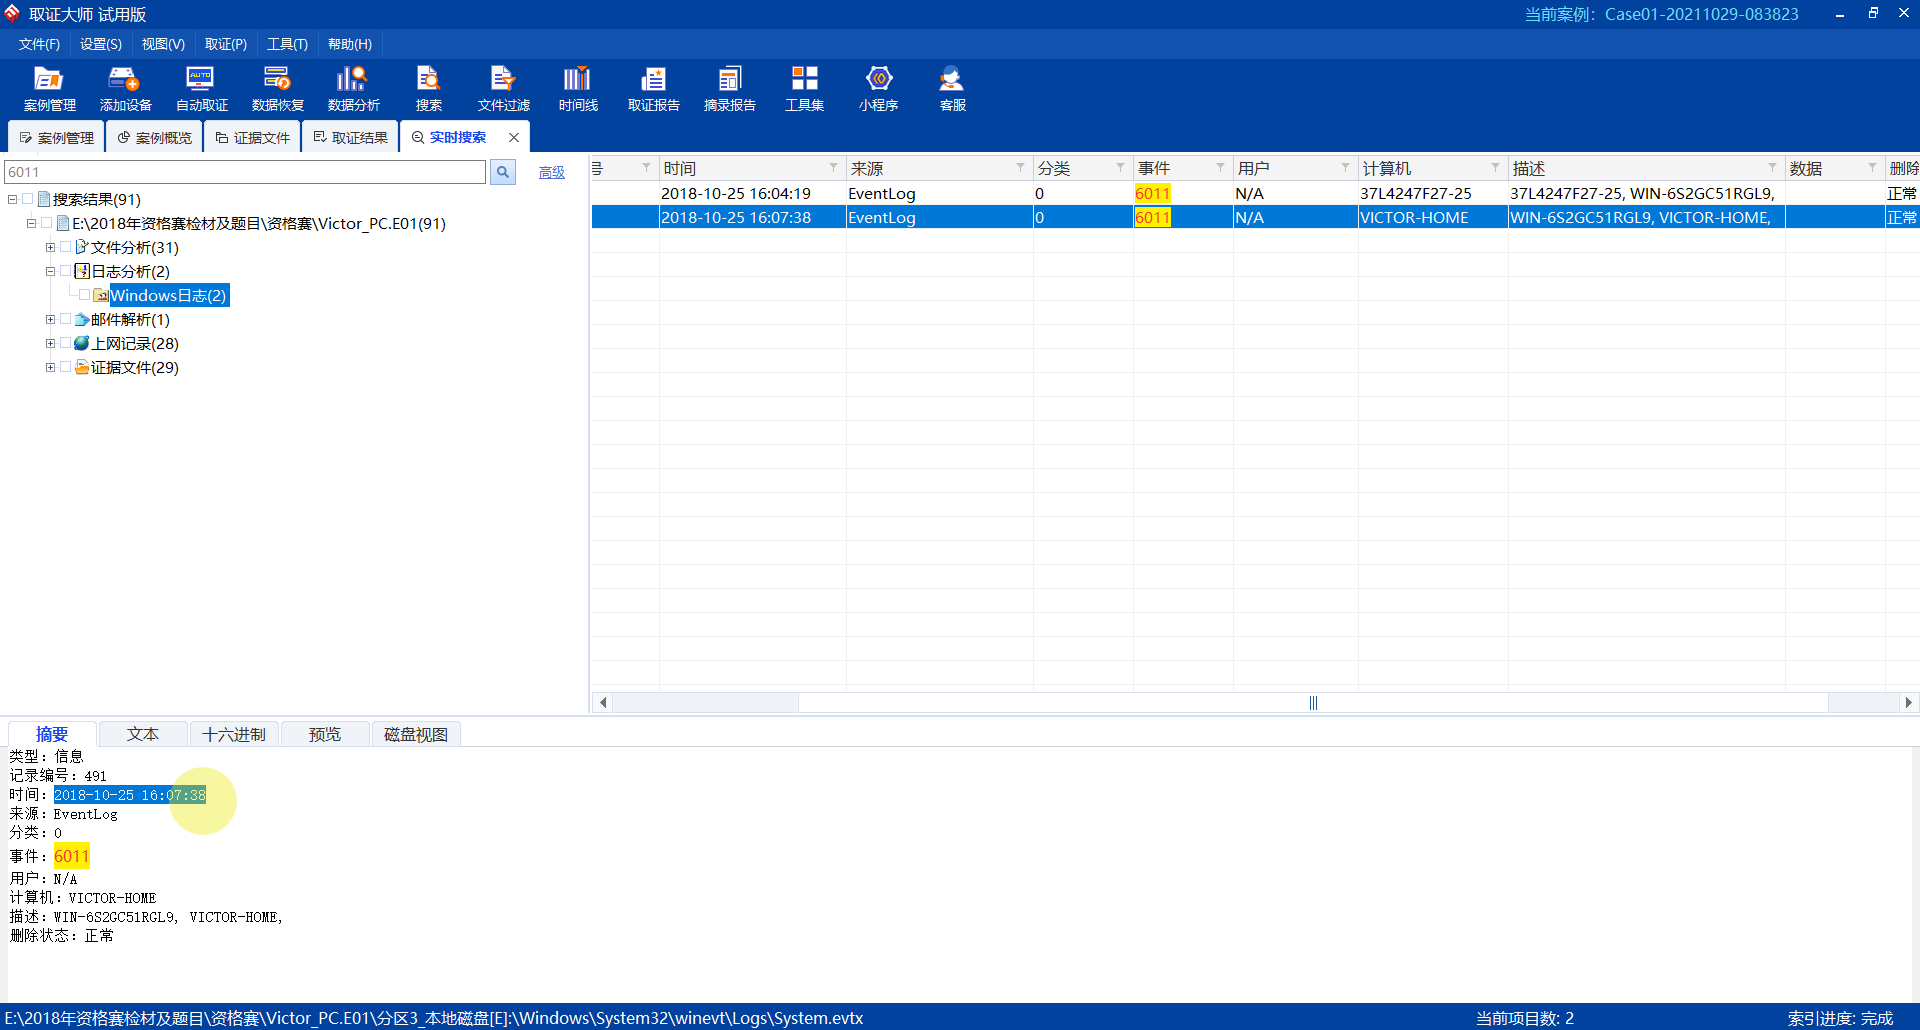 取证大师 试用版
当前案例: Case01-20211029-083823
文件(F) 设置(S) 视图(V) 取证(P) 工具(T) 帮助(H)
案例管理 添加设备 自动取证 数据恢复 数据分析 搜索 文件过滤 时间线 取证报告 摘录报告 工具集 小程序 客服
案例管理 案例概览 证据文件 取证结果 实时搜索
6011 高级
号 时间 来源 分类 事件 用户 计算机 描述 数据 删除
2018-10-25 16:04:19 EventLog 0 6011 N/A 37L4247F27-25 37L4247F27-25, WIN-6S2GC51RGL9, 正常
2018-10-25 16:07:38 EventLog 0 6011 N/A VICTOR-HOME WIN-6S2GC51RGL9, VICTOR-HOME, 正常
搜索结果(91)
E:\2018年资格赛检材及题目\资格赛\Victor_PC.E01(91)
文件分析(31)
日志分析(2)
Windows日志(2)
邮件解析(1)
上网记录(28)
证据文件(29)
摘要 文本 十六进制 预览 磁盘视图
类型: 信息
记录编号: 491
时间: 2018-10-25 16:07:38
来源: EventLog
分类: 0
事件: 6011
用户: N/A
计算机: VICTOR-HOME
描述: WIN-6S2GC51RGL9, VICTOR-HOME,
删除状态: 正常
E:\2018年资格赛检材及题目\资格赛\Victor_PC.E01\分区3_本地磁盘[E]:\Windows\System32\winevt\Logs\System.evtx
当前项目数: 2
索引进度: 完成